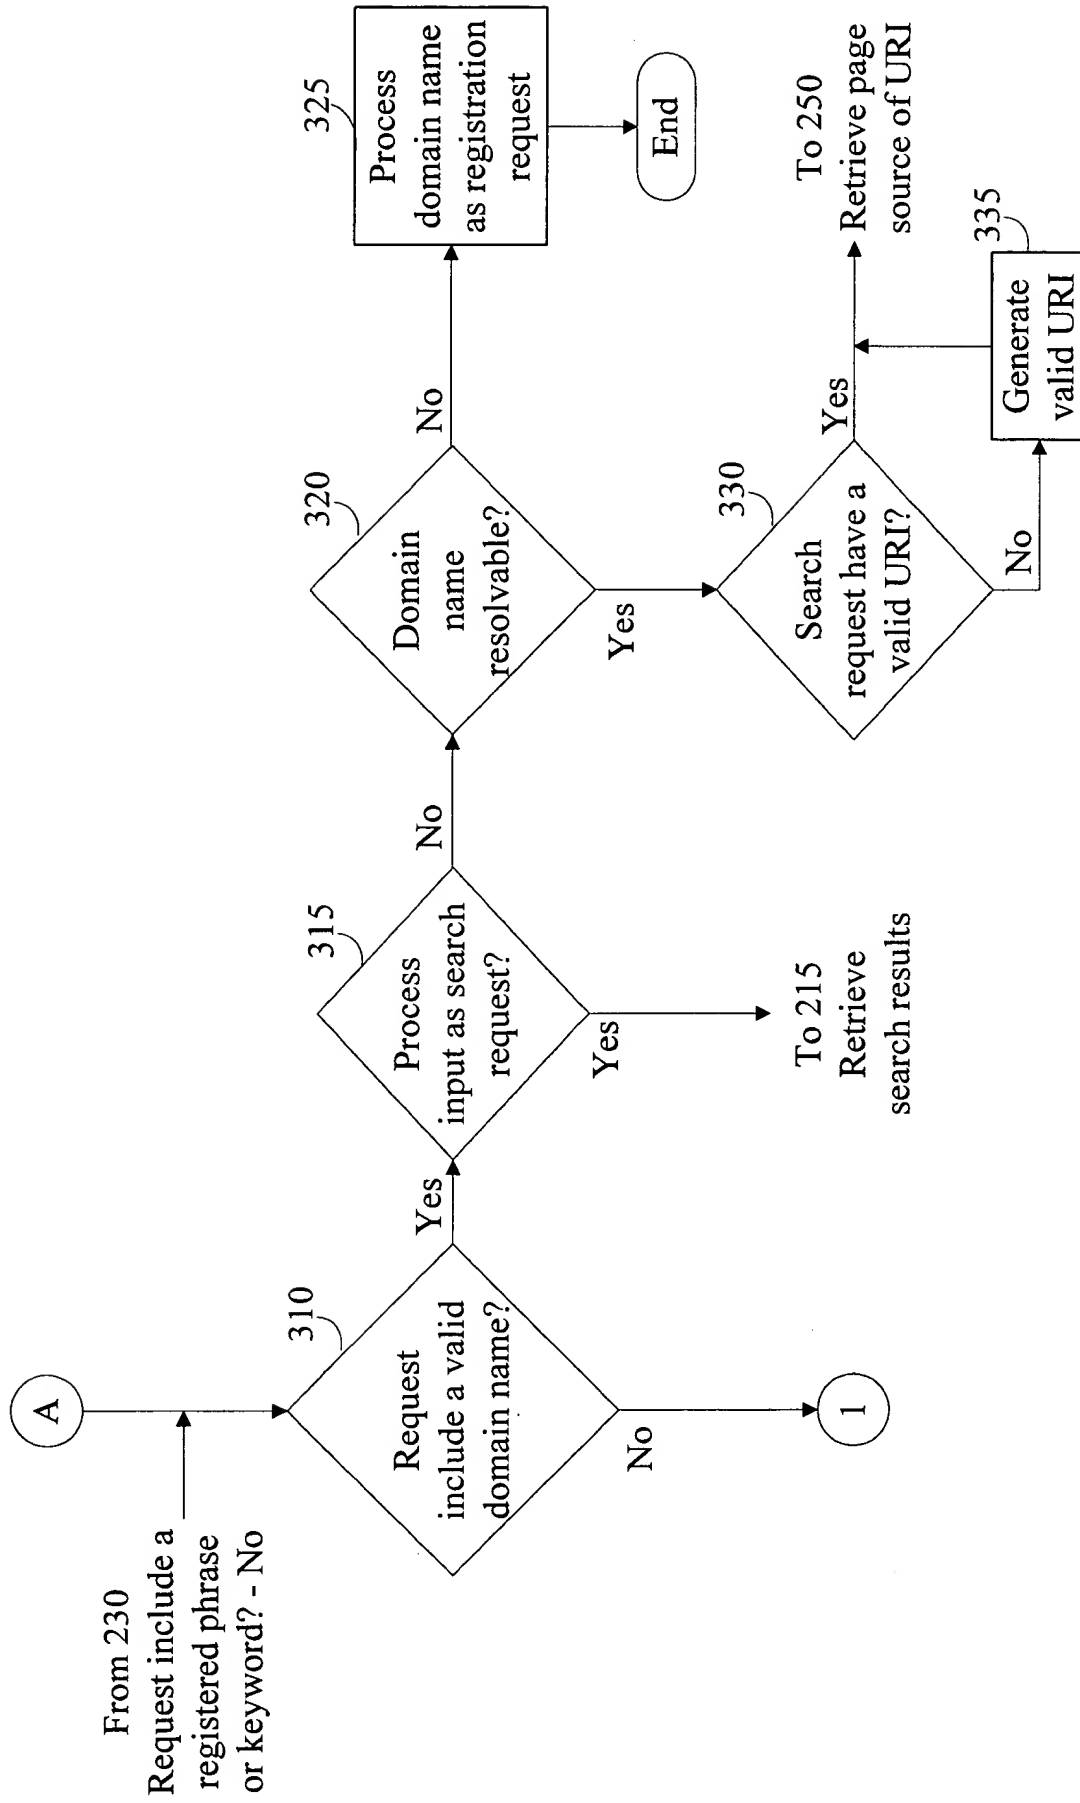 From 230
Request include a
registered phrase
or keyword? - No
A
310
Request
include a valid
domain name?
Yes
No
1
315
Process
input as search
request?
No
Yes
To 215
Retrieve
search results
320
Domain
name
resolvable?
No
Yes
325
Process
domain name
as registration
request
End
330
Search
request have a
valid URI?
Yes
No
To 250
Retrieve page
source of URI
335
Generate
valid URI